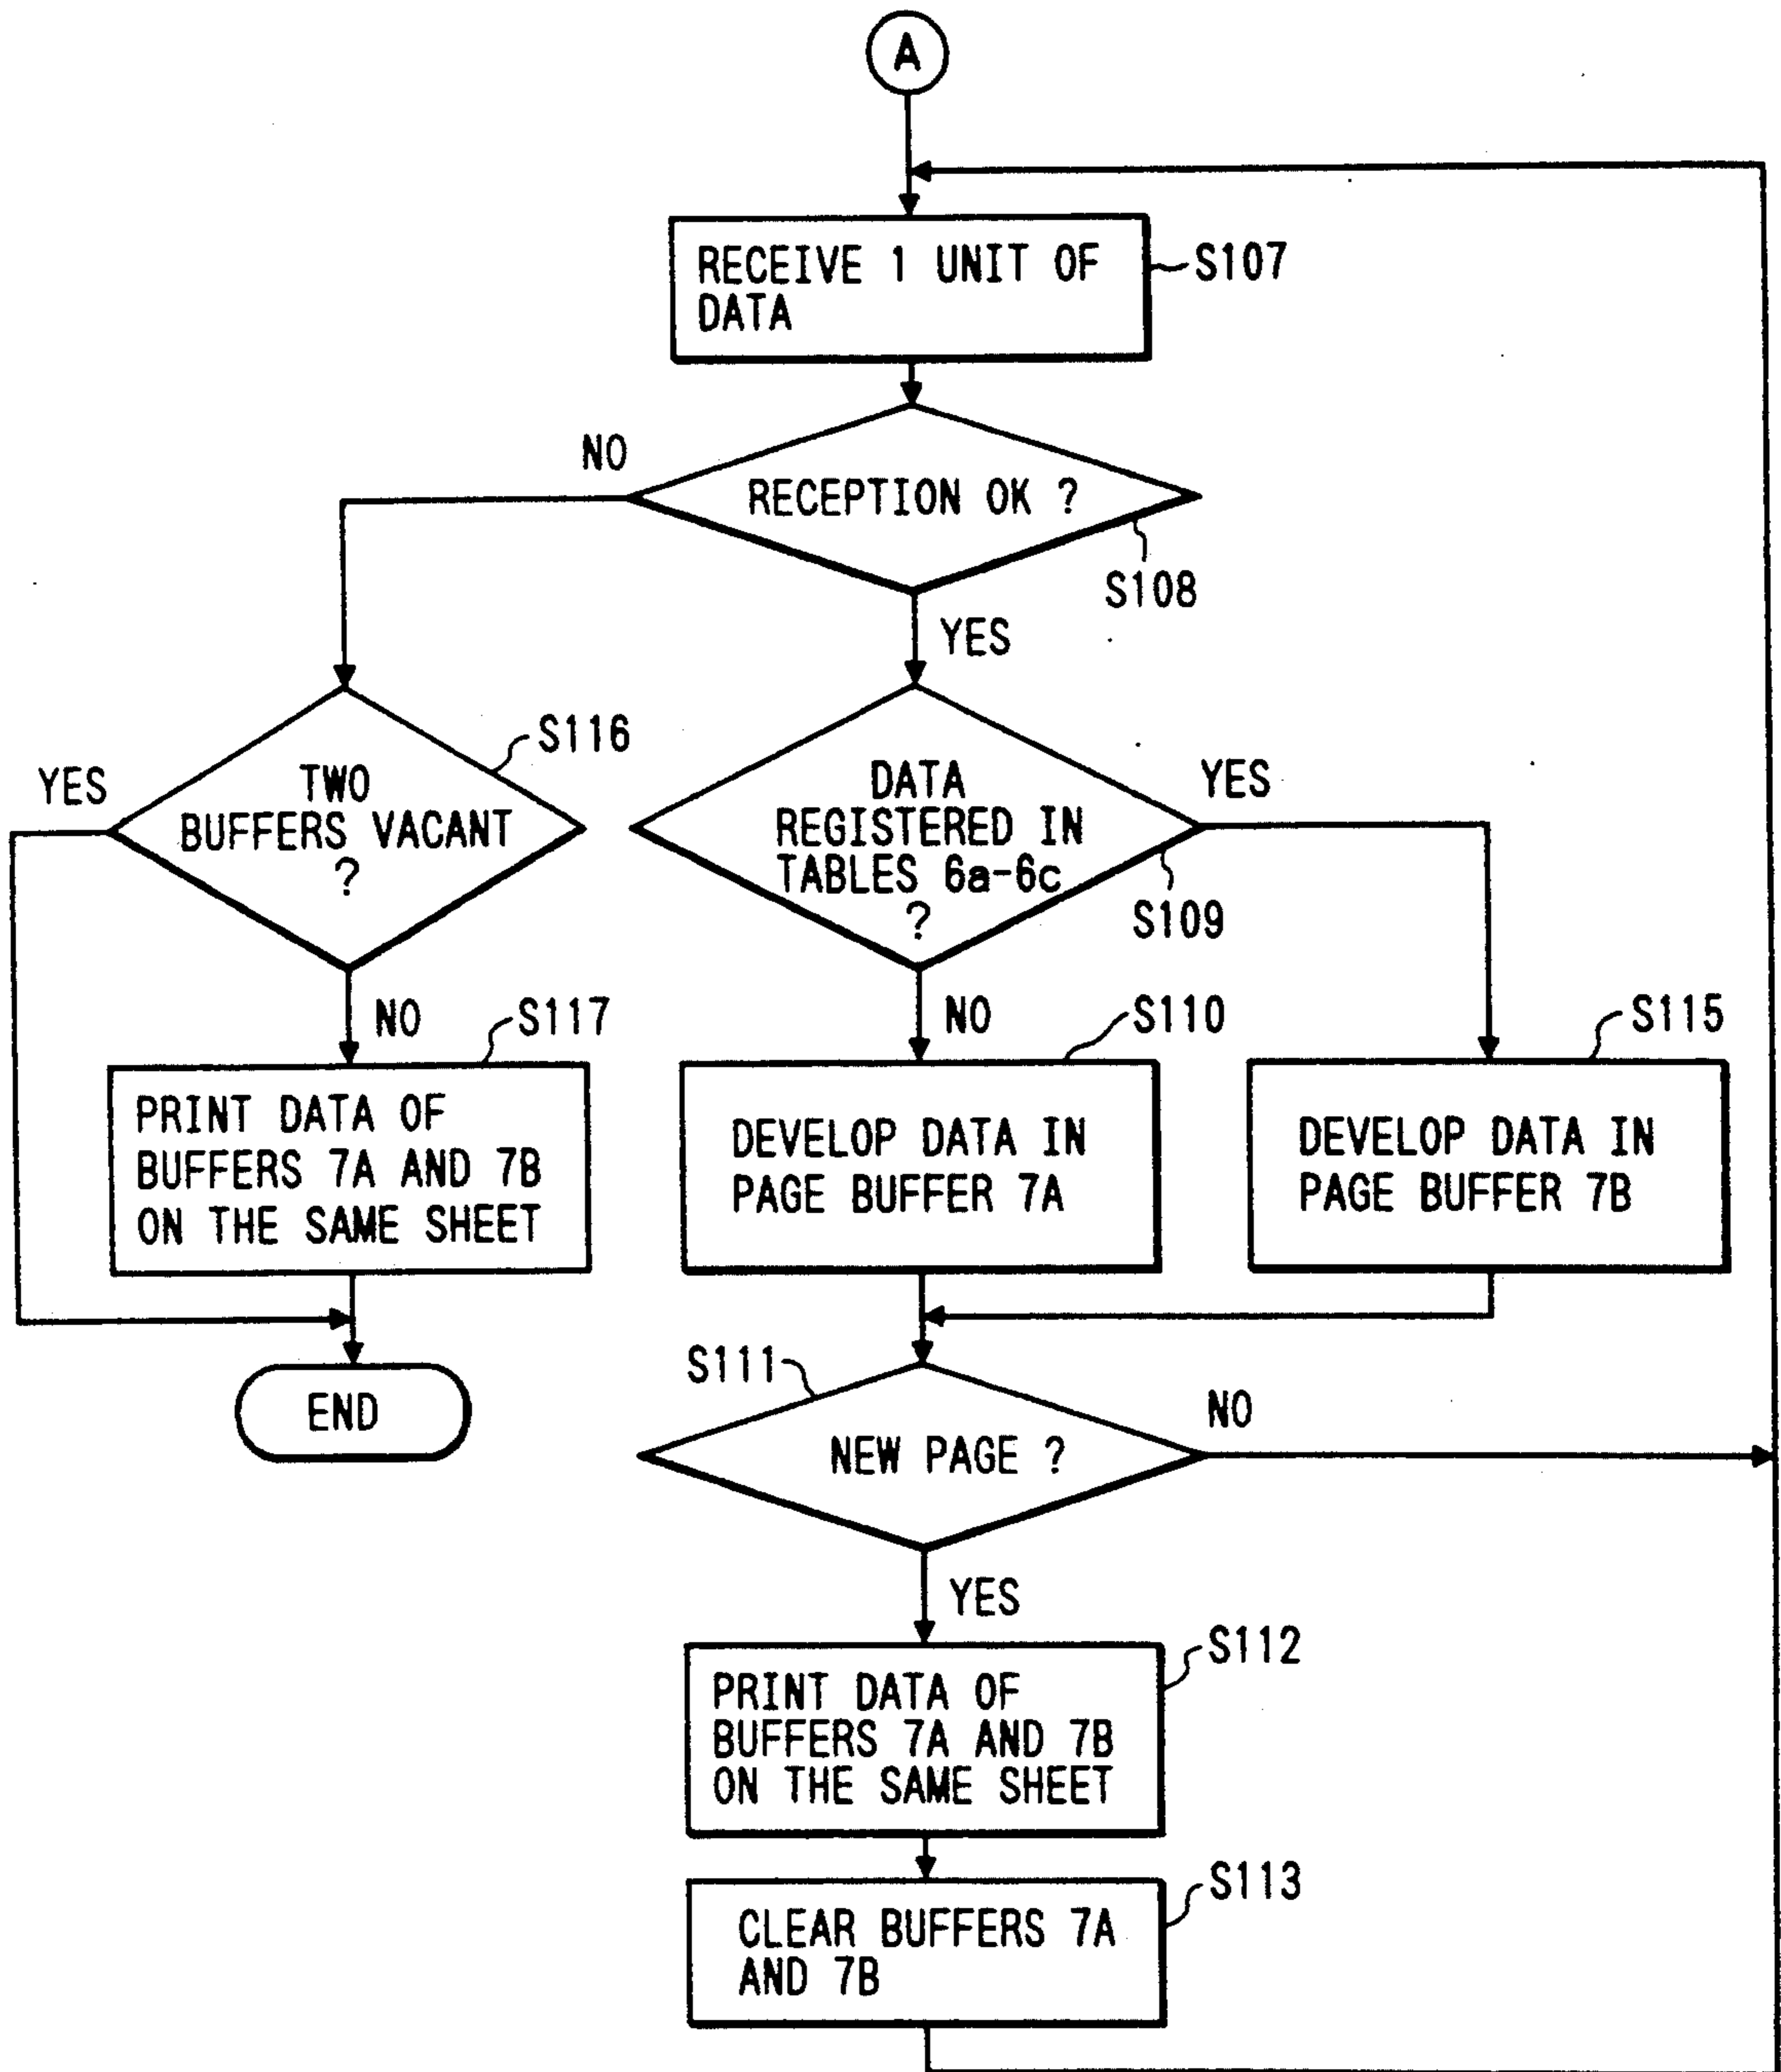 A
RECEIVE 1 UNIT OF
DATA
S107
NO
RECEPTION OK ?
S108
YES
YES
TWO
BUFFERS VACANT
?
S116
DATA
REGISTERED IN
TABLES 6a-6c
?
YES
S109
NO
S117
NO
S110
S115
PRINT DATA OF
BUFFERS 7A AND 7B
ON THE SAME SHEET
DEVELOP DATA IN
PAGE BUFFER 7A
DEVELOP DATA IN
PAGE BUFFER 7B
END
S111
NEW PAGE ?
NO
YES
S112
PRINT DATA OF
BUFFERS 7A AND 7B
ON THE SAME SHEET
S113
CLEAR BUFFERS 7A
AND 7B